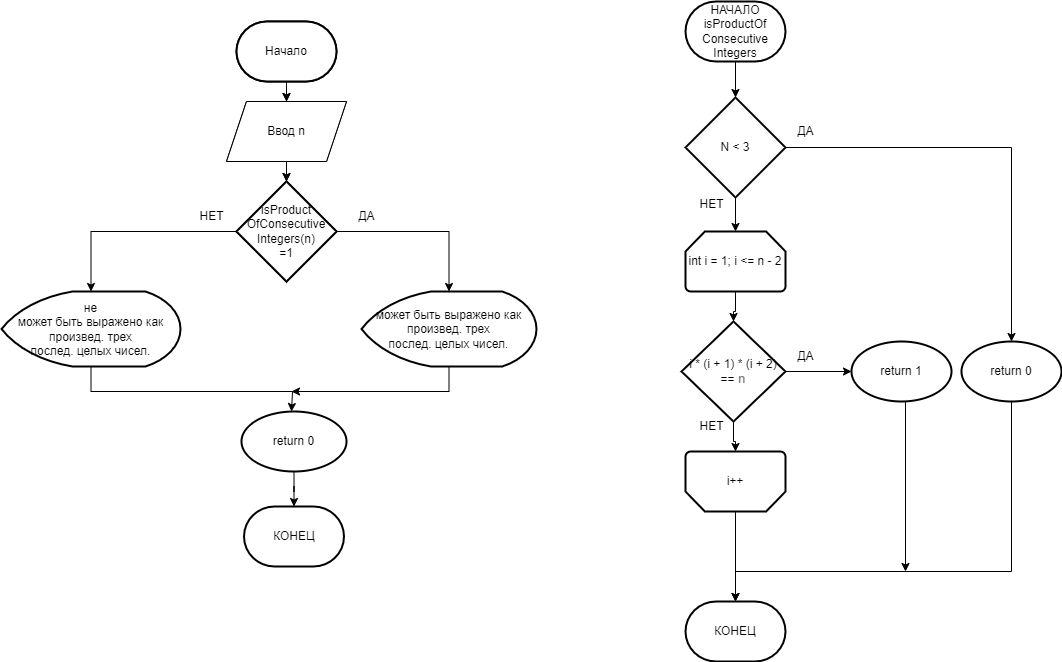 Начало
Ввод n
isProduct
OfConsecutive
Integers(n)
=1
НЕТ
ДА
не
может быть выражено как
произвед. трех
послед. целых чисел.
может быть выражено как
произвед. трех
послед. целых чисел.
return 0
КОНЕЦ
НАЧАЛО
isProductOf
Consecutive
Integers
N < 3
ДА
НЕТ
int i = 1; i <= n - 2
i * (i + 1) * (i + 2)
== n
ДА
return 1
return 0
НЕТ
i++
КОНЕЦ